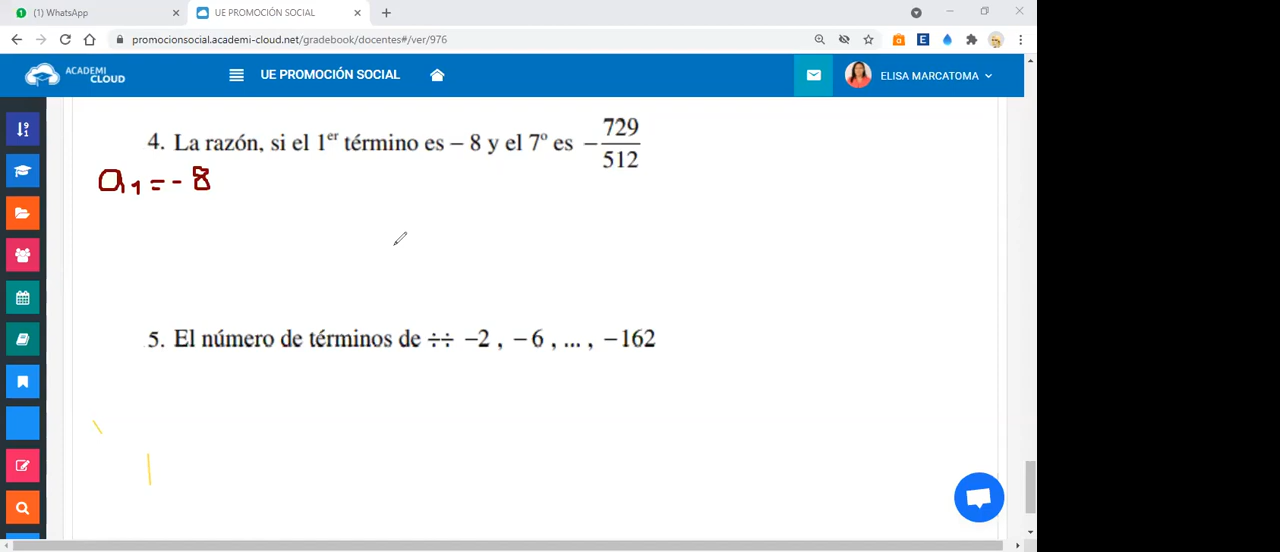 (1) WhatsApp
UE PROMOCIÓN SOCIAL
promocionsocial.academi-cloud.net/gradebook/docentes#/ver/976
ACADEMI
CLOUD
UE PROMOCIÓN SOCIAL
ELISA MARCATOMA
4. La razón, si el 1er término es – 8 y el 7º es −729/512
a1 = - 8
5. El número de términos de ÷÷ −2 , − 6 , ... , −162